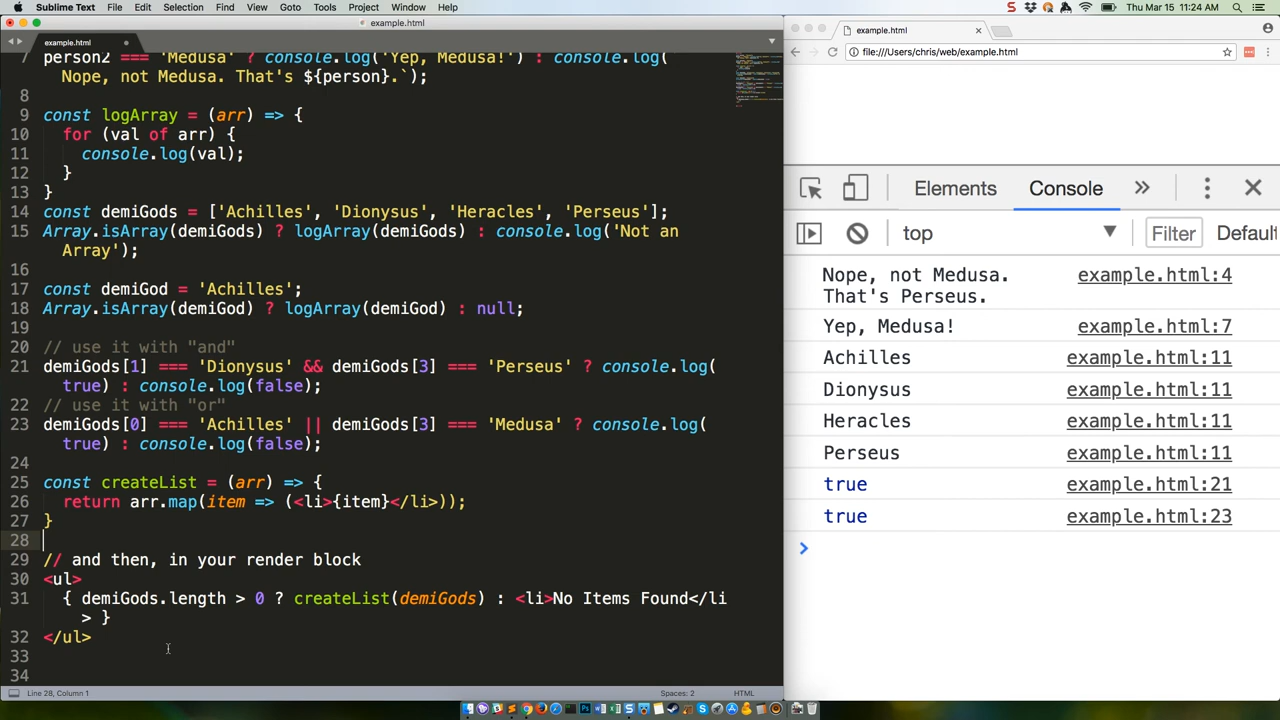 Sublime Text File Edit Selection Find View Goto Tools Project Window Help
Thu Mar 15 11:24 AM
example.html
example.html
7 person2 === 'Medusa' ? console.log('Yep, Medusa!') : console.log(`
Nope, not Medusa. That's ${person}.`);
8
9 const logArray = (arr) => {
10 for (val of arr) {
11 console.log(val);
12 }
13 }
14 const demiGods = ['Achilles', 'Dionysus', 'Heracles', 'Perseus'];
15 Array.isArray(demiGods) ? logArray(demiGods) : console.log('Not an
Array');
16
17 const demiGod = 'Achilles';
18 Array.isArray(demiGod) ? logArray(demiGod) : null;
19
20 // use it with "and"
21 demiGods[1] === 'Dionysus' && demiGods[3] === 'Perseus' ? console.log(
true) : console.log(false);
22 // use it with "or"
23 demiGods[0] === 'Achilles' || demiGods[3] === 'Medusa' ? console.log(
true) : console.log(false);
24
25 const createList = (arr) => {
26 return arr.map(item => (<li>{item}</li>));
27 }
28
29 // and then, in your render block
30 <ul>
31 { demiGods.length > 0 ? createList(demiGods) : <li>No Items Found</li
> }
32 </ul>
33
34
Line 28, Column 1 Spaces: 2 HTML
example.html
file:///Users/chris/web/example.html
Elements Console
top Filter Default
Nope, not Medusa. example.html:4
That's Perseus.
Yep, Medusa! example.html:7
Achilles example.html:11
Dionysus example.html:11
Heracles example.html:11
Perseus example.html:11
true example.html:21
true example.html:23